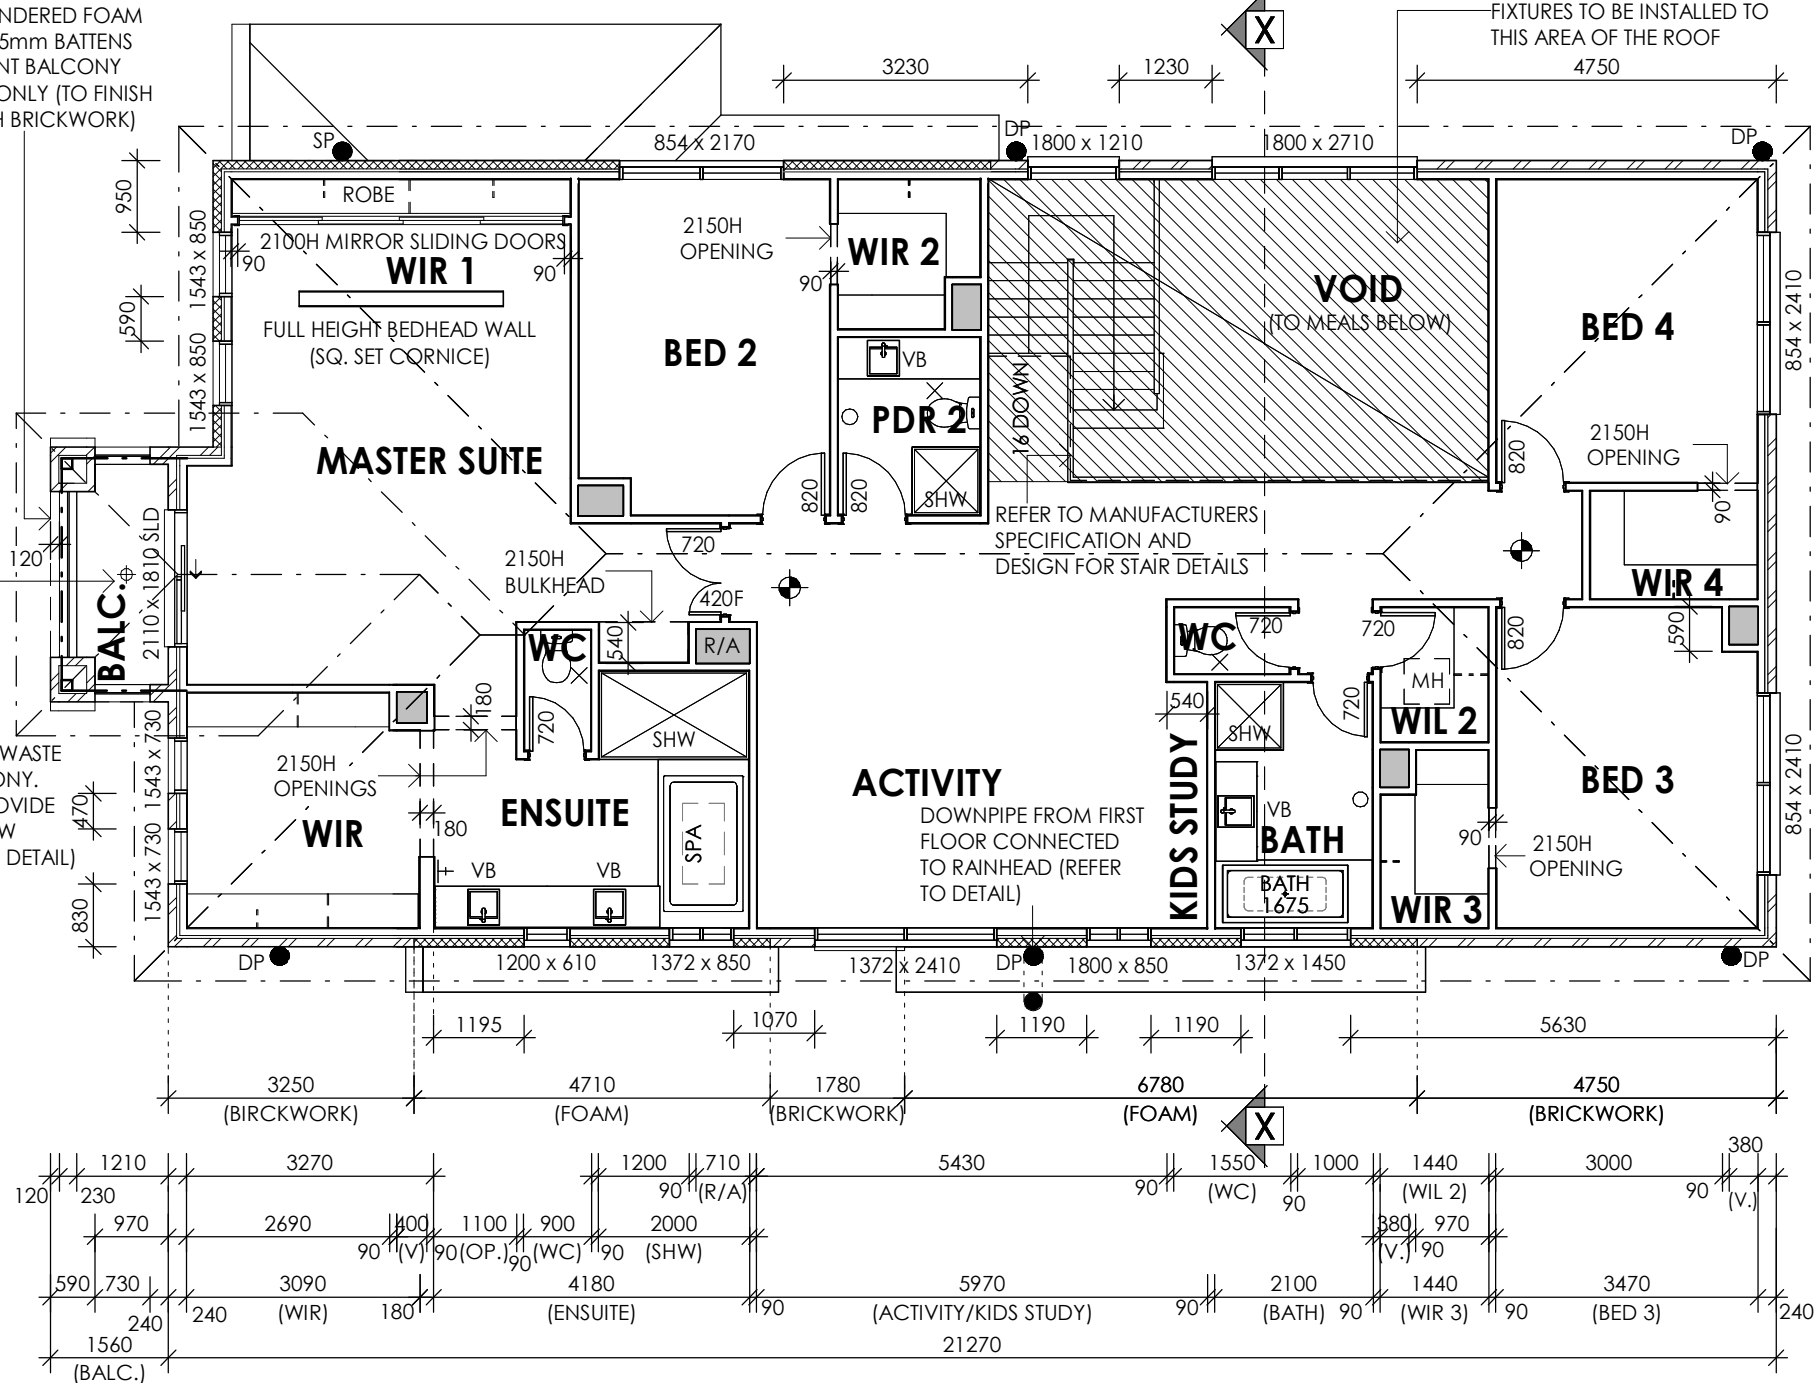 NDERED FOAM
5mm BATTENS
NT BALCONY
ONLY (TO FINISH
H BRICKWORK)
FIXTURES TO BE INSTALLED TO
THIS AREA OF THE ROOF
X
3230
1230
4750
SP
854 x 2170
DP
1800 x 1210
1800 x 2710
DP
950
ROBE
1543 x 850
2100H MIRROR SLIDING DOORS
90
WIR 1
90
2150H
OPENING
WIR 2
90
VOID
(TO MEALS BELOW)
590
FULL HEIGHT BEDHEAD WALL
(SQ. SET CORNICE)
BED 2
VB
BED 4
854 x 2410
1543 x 850
PDR 2
16 DOWN
MASTER SUITE
820
820
SHW
820
2150H
OPENING
90
REFER TO MANUFACTURERS
SPECIFICATION AND
DESIGN FOR STAIR DETAILS
120
BALC.
2110 x 1810 SLD
2150H
BULKHEAD
720
420F
WIR 4
WC
540
R/A
WC
720
720
820
590
180
720
SHW
540
MH
WIL 2
720
SHW
WASTE
ONY.
OVIDE
W
DETAIL)
1543 x 730
470
1543 x 730
830
2150H
OPENINGS
WIR
180
ENSUITE
SPA
VB
VB
ACTIVITY
DOWNPIPE FROM FIRST
FLOOR CONNECTED
TO RAINHEAD (REFER
TO DETAIL)
KIDS STUDY
VB
BATH
BATH
1675
90
2150H
OPENING
WIR 3
BED 3
854 x 2410
DP
1200 x 610
1372 x 850
1372 x 2410
DP
1800 x 850
1372 x 1450
DP
1195
1070
1190
1190
5630
3250
4710
1780
6780
4750
(BIRCKWORK)
(FOAM)
(BRICKWORK)
(FOAM)
(BRICKWORK)
X
1210
3270
1200
710
5430
1550
1000
1440
3000
380
120
230
90
(R/A)
90
(WC)
90
(WIL 2)
90
(V.)
970
2690
400
1100
900
2000
380
970
90
(V)
90
(OP.)
90
(WC)
90
(SHW)
(V.)
90
590
730
3090
4180
5970
2100
1440
3470
240
240
(WIR)
180
(ENSUITE)
90
(ACTIVITY/KIDS STUDY)
90
(BATH)
90
(WIR 3)
90
(BED 3)
240
1560
21270
(BALC.)